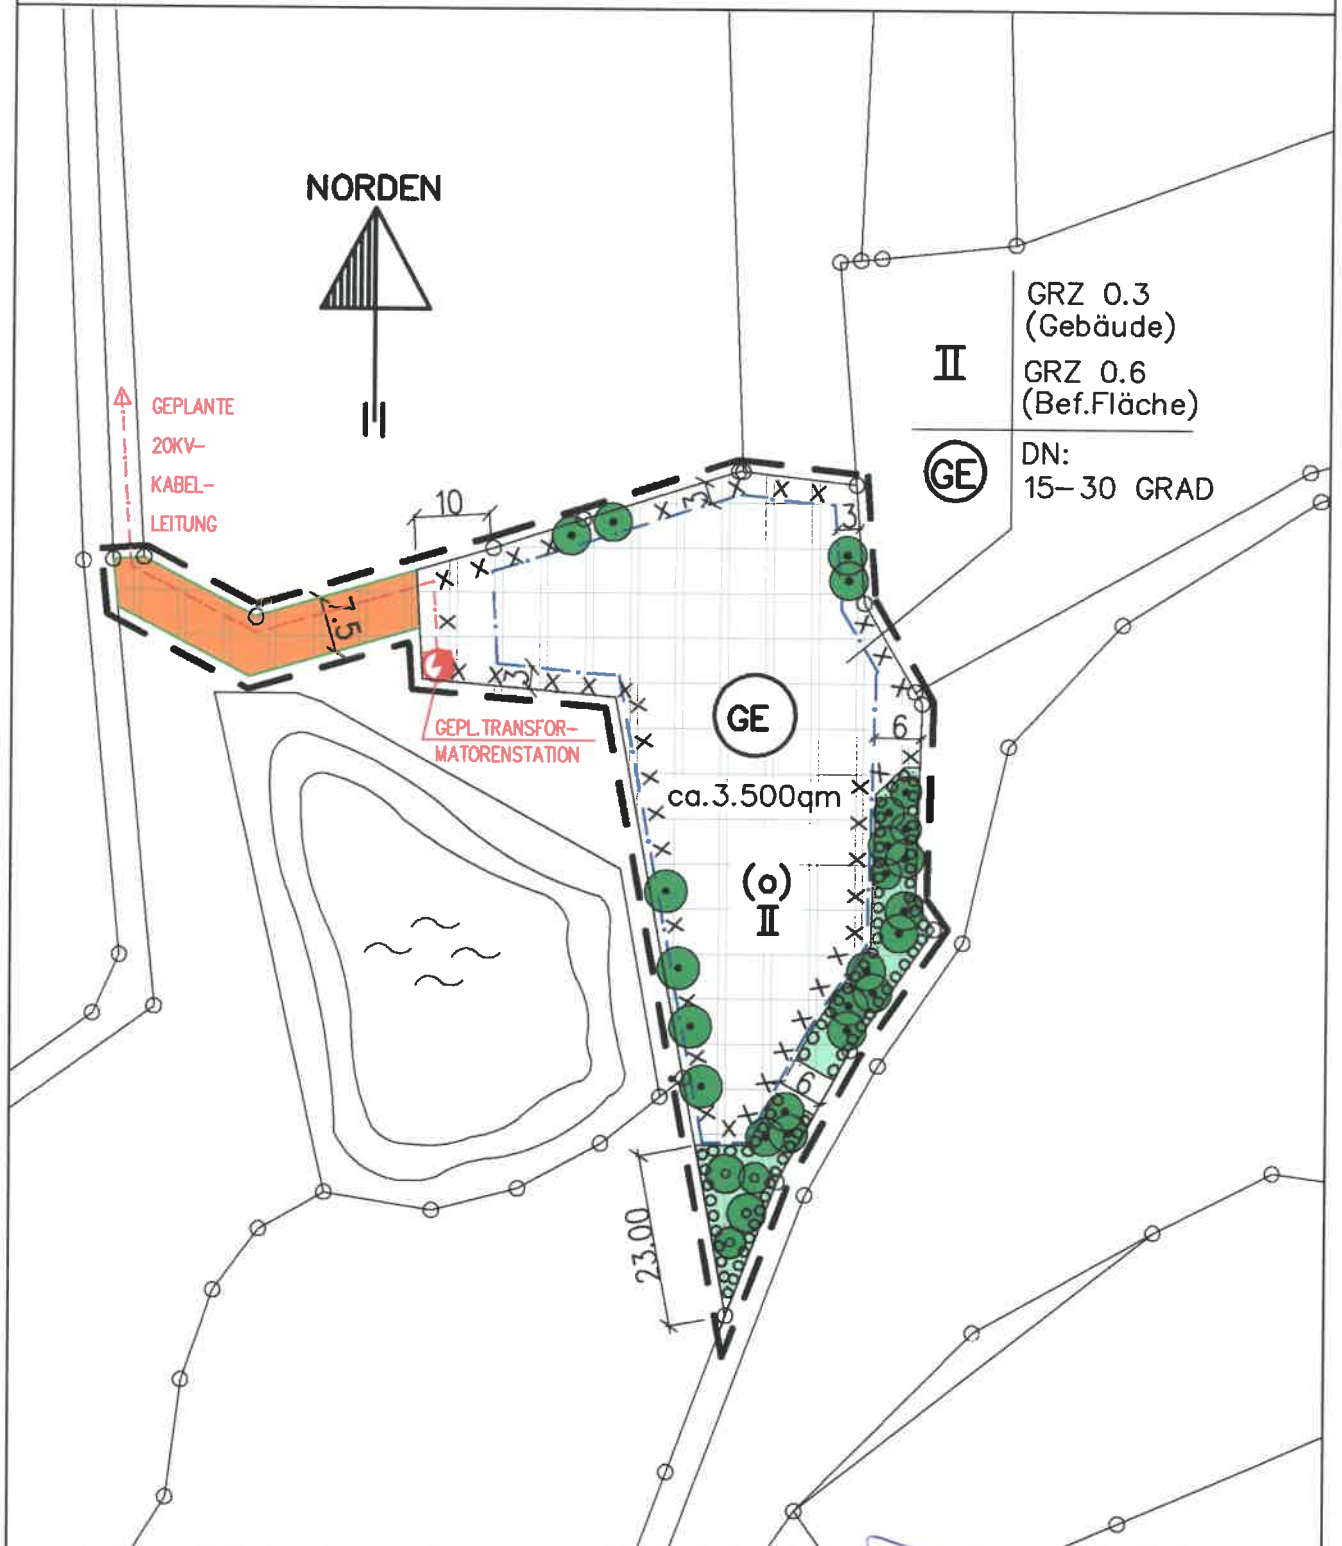 NORDEN
GRZ 0.3
(Gebäude)
II
GRZ 0.6
(Bef.Fläche)
GE
DN:
15-30 GRAD
GEPLANTE
20KV-
KABEL-
LEITUNG
10
3
3
7.5
3
GE
6
GEPL.TRANSFOR-
MATORENSTATION
ca.3.500qm
(o)
II
6
23.00